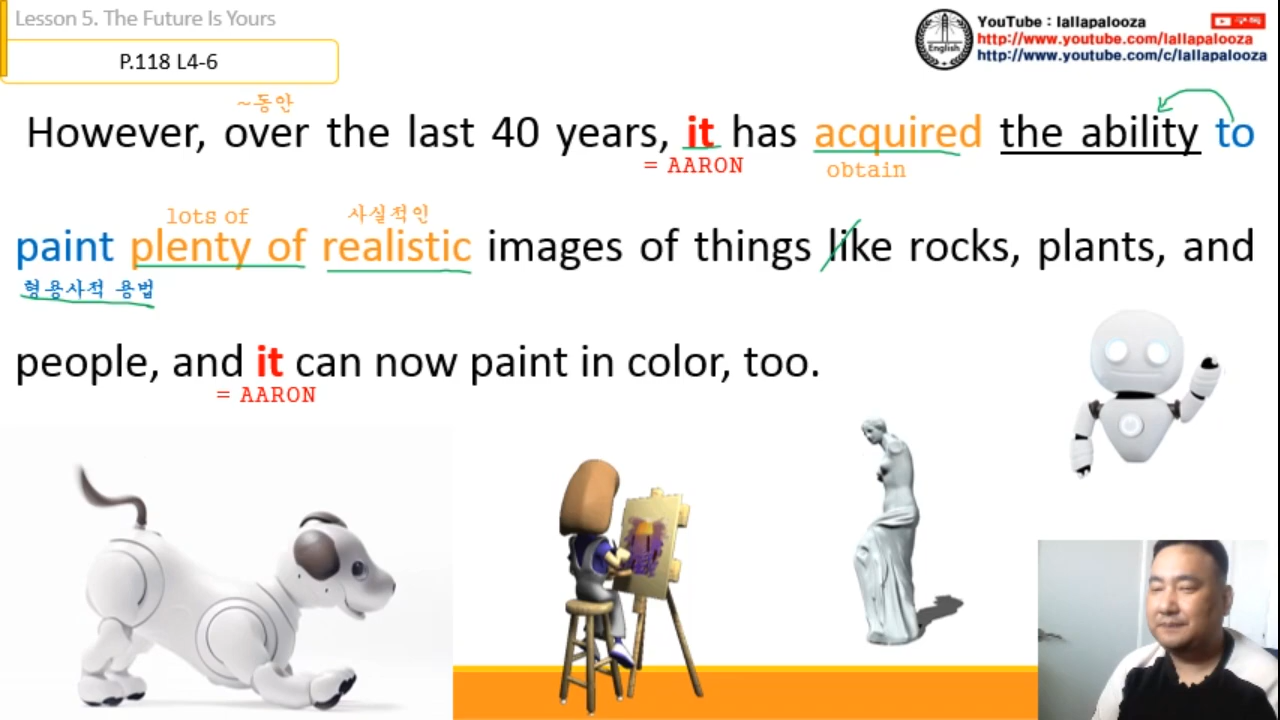 Lesson 5. The Future Is Yours
P.118 L4-6
English
YouTube : lallapalooza
구독
http://www.youtube.com/lallapalooza
http://www.youtube.com/c/lallapalooza
~동안
However, over the last 40 years, it has acquired the ability to
= AARON
obtain
lots of
사실적인
paint plenty of realistic images of things like rocks, plants, and
형용사적 용법
people, and it can now paint in color, too.
= AARON